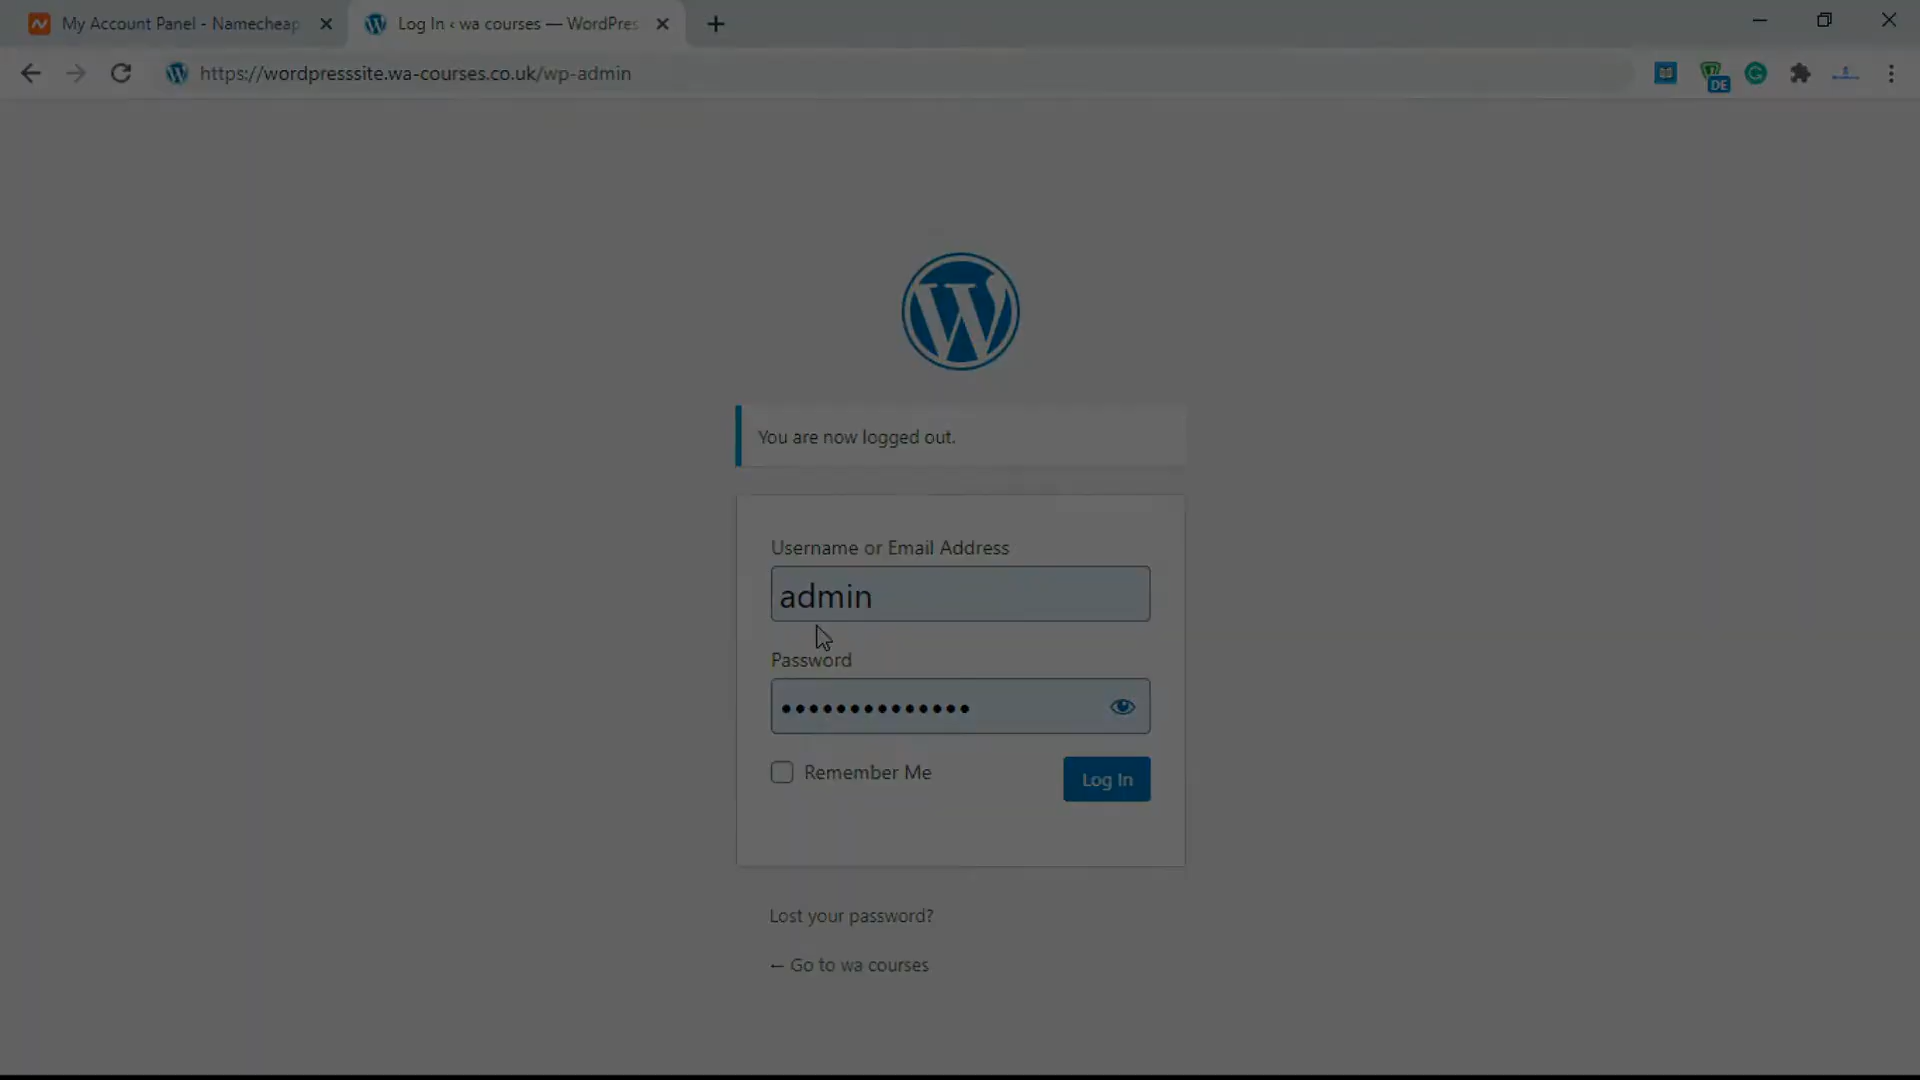 My Account Panel - Namecheap
Log In ‹ wa courses — WordPres
https://wordpresssite.wa-courses.co.uk/wp-admin
DE
You are now logged out.
Username or Email Address
admin
Password
••••••••••••••
Remember Me
Log In
Lost your password?
← Go to wa courses